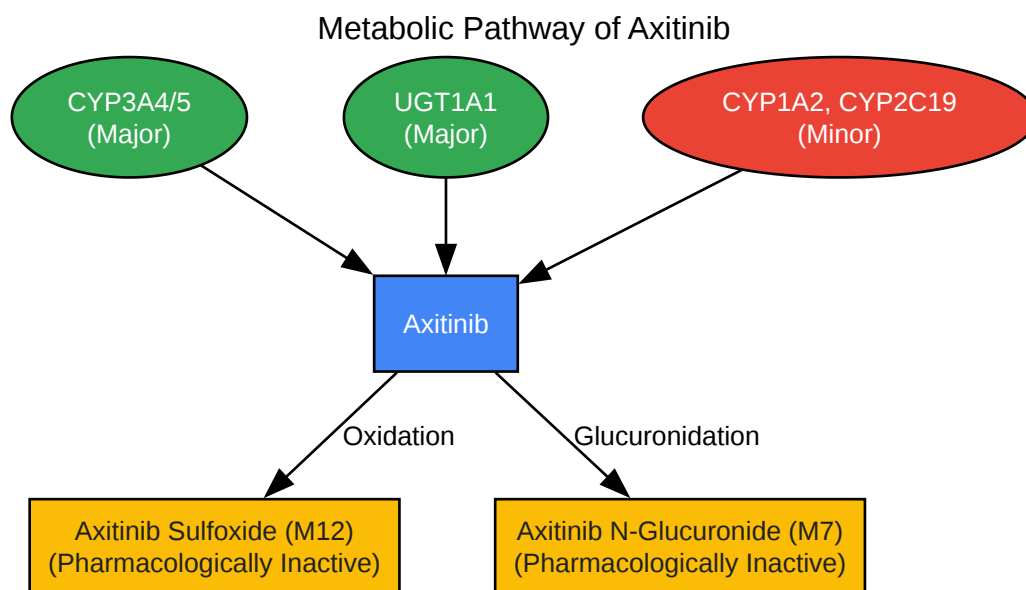 Metabolic Pathway of Axitinib
CYP3A4/5
(Major)
UGT1A1
(Major)
CYP1A2, CYP2C19
(Minor)
Axitinib
Oxidation
Glucuronidation
Axitinib Sulfoxide (M12)
(Pharmacologically Inactive)
Axitinib N-Glucuronide (M7)
(Pharmacologically Inactive)